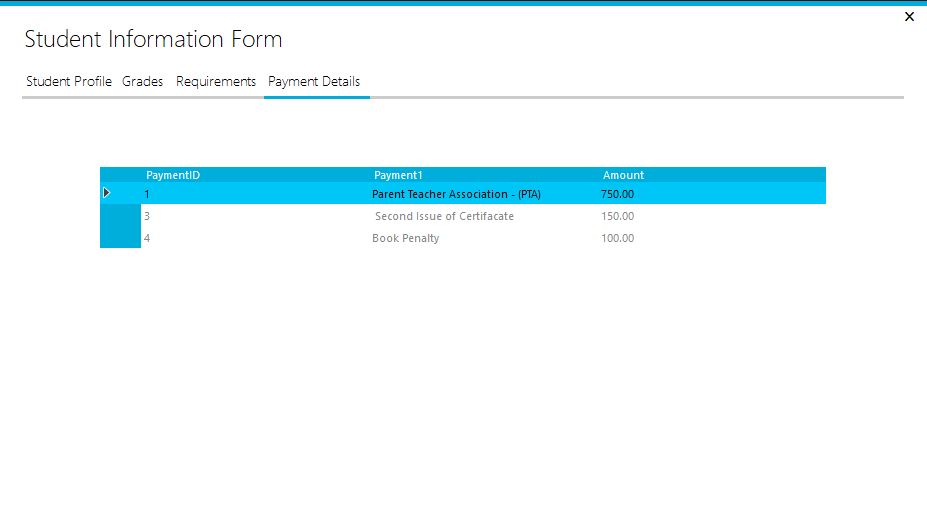 Student Information Form
Student Profile Grades Requirements Payment Details
PaymentID Payment1 Amount
1 Parent Teacher Association - (PTA) 750.00
3 Second Issue of Certifacate 150.00
4 Book Penalty 100.00